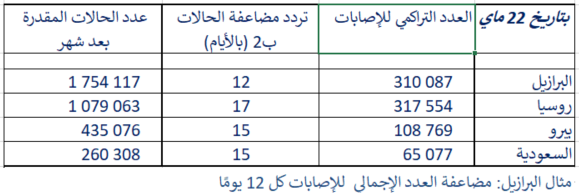 بتاريخ 22 ماي العدد التراكمي للإصابات تردد مضاعفة الحالات ب2 (بالأيام) عدد الحالات المقدرة بعد شهر
البرازيل 310 087 12 1 754 117
روسيا 317 554 17 1 079 063
بيرو 108 769 15 435 076
السعودية 65 077 15 260 308
مثال البرازيل: مضاعفة العدد الإجمالي للإصابات كل 12 يومًا